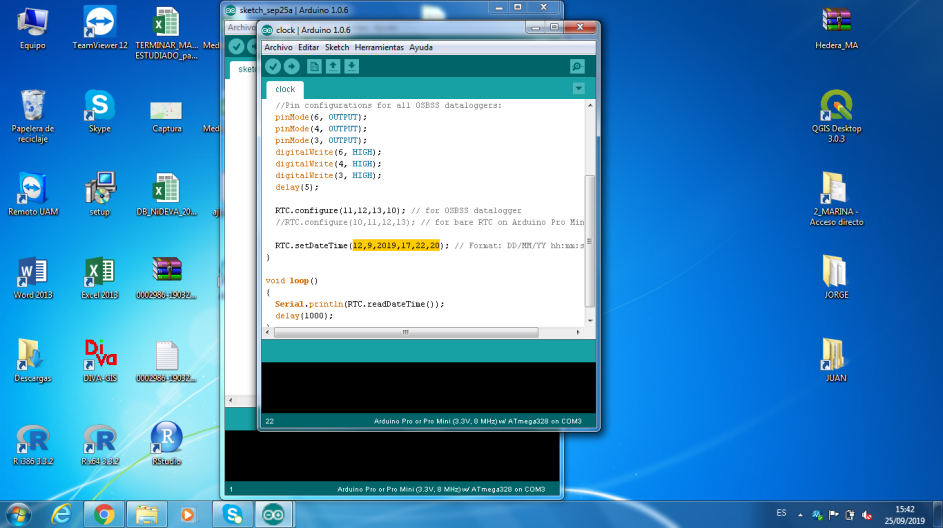 Equipo
TeamViewer 12
TERMINAR_MA...
ESTUDIADO_pa...
Med
Papelera de
reciclaje
Skype
Captura
Med
Remoto UAM
setup
DB_NIDEVA_20...
Word 2013
Excel 2013
0002986-19032...
Descargas
DIVA-GIS
0002986-19032...
R i386 3.3.2
R x64 3.3.2
RStudio
sketch_sep25a | Arduino 1.0.6
Archivo
clock | Arduino 1.0.6
Archivo Editar Sketch Herramientas Ayuda
clock
//Pin configurations for all OSBSS dataloggers:
pinMode(6, OUTPUT);
pinMode(4, OUTPUT);
pinMode(3, OUTPUT);
digitalWrite(6, HIGH);
digitalWrite(4, HIGH);
digitalWrite(3, HIGH);
delay(5);
RTC.configure(11,12,13,10); // for OSBSS datalogger
//RTC.configure(10,11,12,13); // for bare RTC on Arduino Pro Min
RTC.setDateTime(12,9,2019,17,22,20); // Format: DD/MM/YY hh:mm:s
}
void loop()
{
Serial.println(RTC.readDateTime());
delay(1000);
22
Arduino Pro or Pro Mini (3.3V, 8 MHz) w/ ATmega328 on COM3
1
Arduino Pro or Pro Mini (3.3V, 8 MHz) w/ ATmega328 on COM3
Hedera_MA
QGIS Desktop
3.0.3
2_MARINA -
Acceso directo
JORGE
JUAN
ES
15:42
25/09/2019